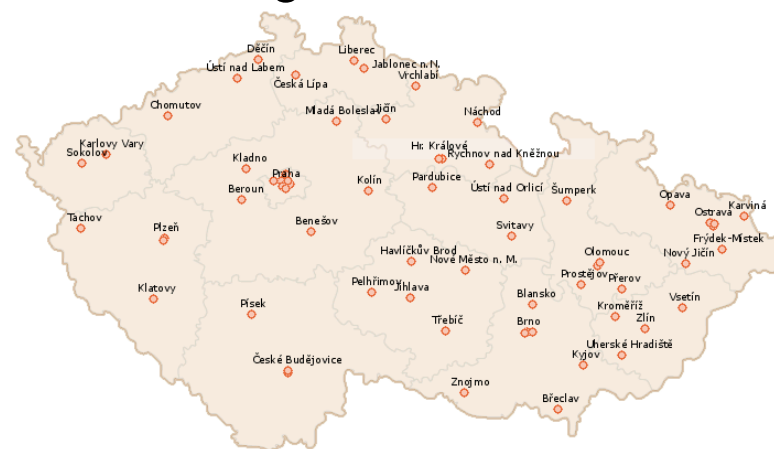 Děčín
Liberec
Ústí nad Labem
Jablonec n. N.
Česká Lípa
Vrchlabí
Chomutov
Mladá Boleslav
Jičín
Náchod
Karlovy Vary
Sokolov
Hr. Králové
Rychnov nad Kněžnou
Kladno
Praha
Beroun
Kolín
Pardubice
Ústí nad Orlicí
Šumperk
Opava
Karviná
Ostrava
Tachov
Plzeň
Benešov
Svitavy
Frýdek-Místek
Havlíčkův Brod
Nové Město n. M.
Olomouc
Nový Jičín
Prostějov
Přerov
Pelhřimov
Jihlava
Klatovy
Písek
Blansko
Kroměříž
Vsetín
Třebíč
Brno
Zlín
Uherské Hradiště
České Budějovice
Kyjov
Znojmo
Břeclav